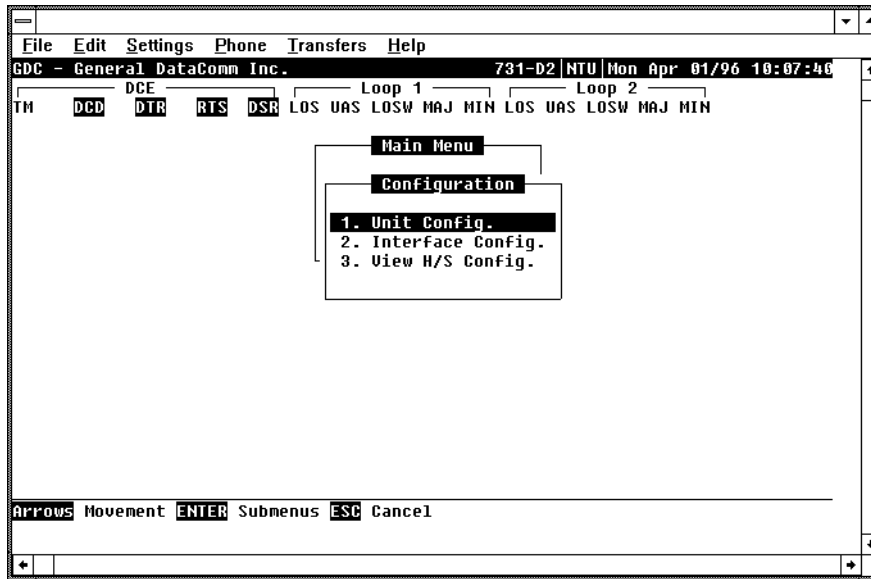 File Edit Settings Phone Transfers Help
GDC - General DataComm Inc. 731-D2 NTU Mon Apr 01/96 10:07:40
DCE Loop 1 Loop 2
TM DCD DTR RTS DSR LOS UAS LOSW MAJ MIN LOS UAS LOSW MAJ MIN
Main Menu
Configuration
1. Unit Config.
2. Interface Config.
3. View H/S Config.
Arrows Movement ENTER Submenus ESC Cancel